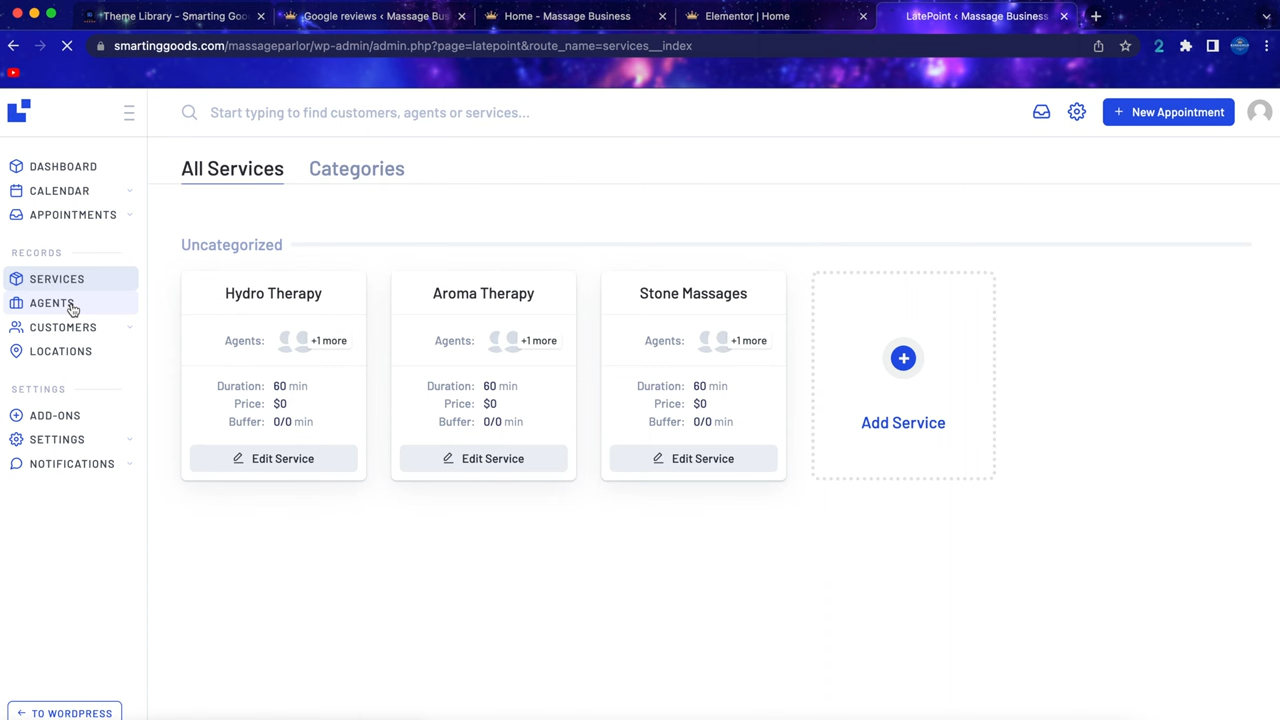 Theme Library - Smarting Goo
Google reviews ‹ Massage Bu
Home - Massage Business
Elementor | Home
LatePoint ‹ Massage Business
smartinggoods.com/massageparlor/wp-admin/admin.php?page=latepoint&route_name=services__index
2
Start typing to find customers, agents or services...
New Appointment
DASHBOARD
CALENDAR
APPOINTMENTS
RECORDS
SERVICES
AGENTS
CUSTOMERS
LOCATIONS
SETTINGS
ADD-ONS
SETTINGS
NOTIFICATIONS
← TO WORDPRESS
All Services Categories
Uncategorized
Hydro Therapy
Agents: +1 more
Duration: 60 min
Price: $0
Buffer: 0/0 min
Edit Service
Aroma Therapy
Agents: +1 more
Duration: 60 min
Price: $0
Buffer: 0/0 min
Edit Service
Stone Massages
Agents: +1 more
Duration: 60 min
Price: $0
Buffer: 0/0 min
Edit Service
Add Service